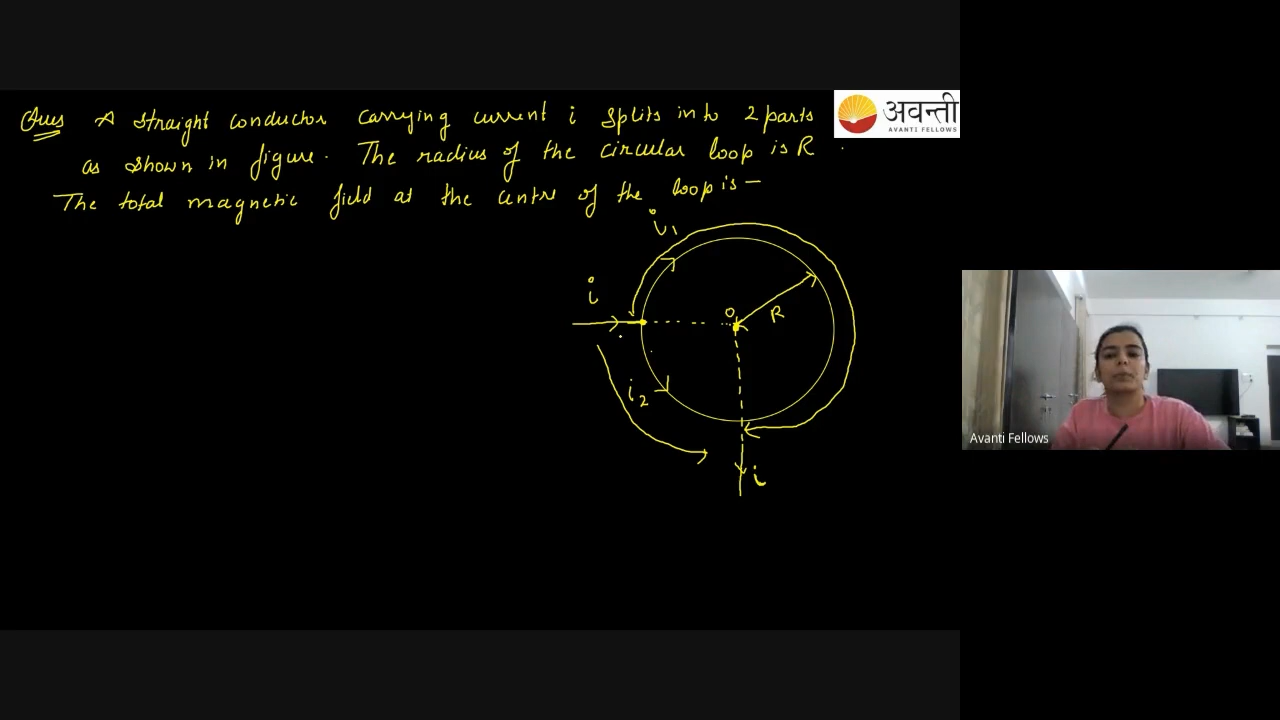 Ques A straight conductor carrying current i splits into 2 parts
as shown in figure. The radius of the circular loop is R
The total magnetic field at the centre of the loop is —
अवन्ती
AVANTI FELLOWS
i₁
i
O
R
i₂
i
Avanti Fellows